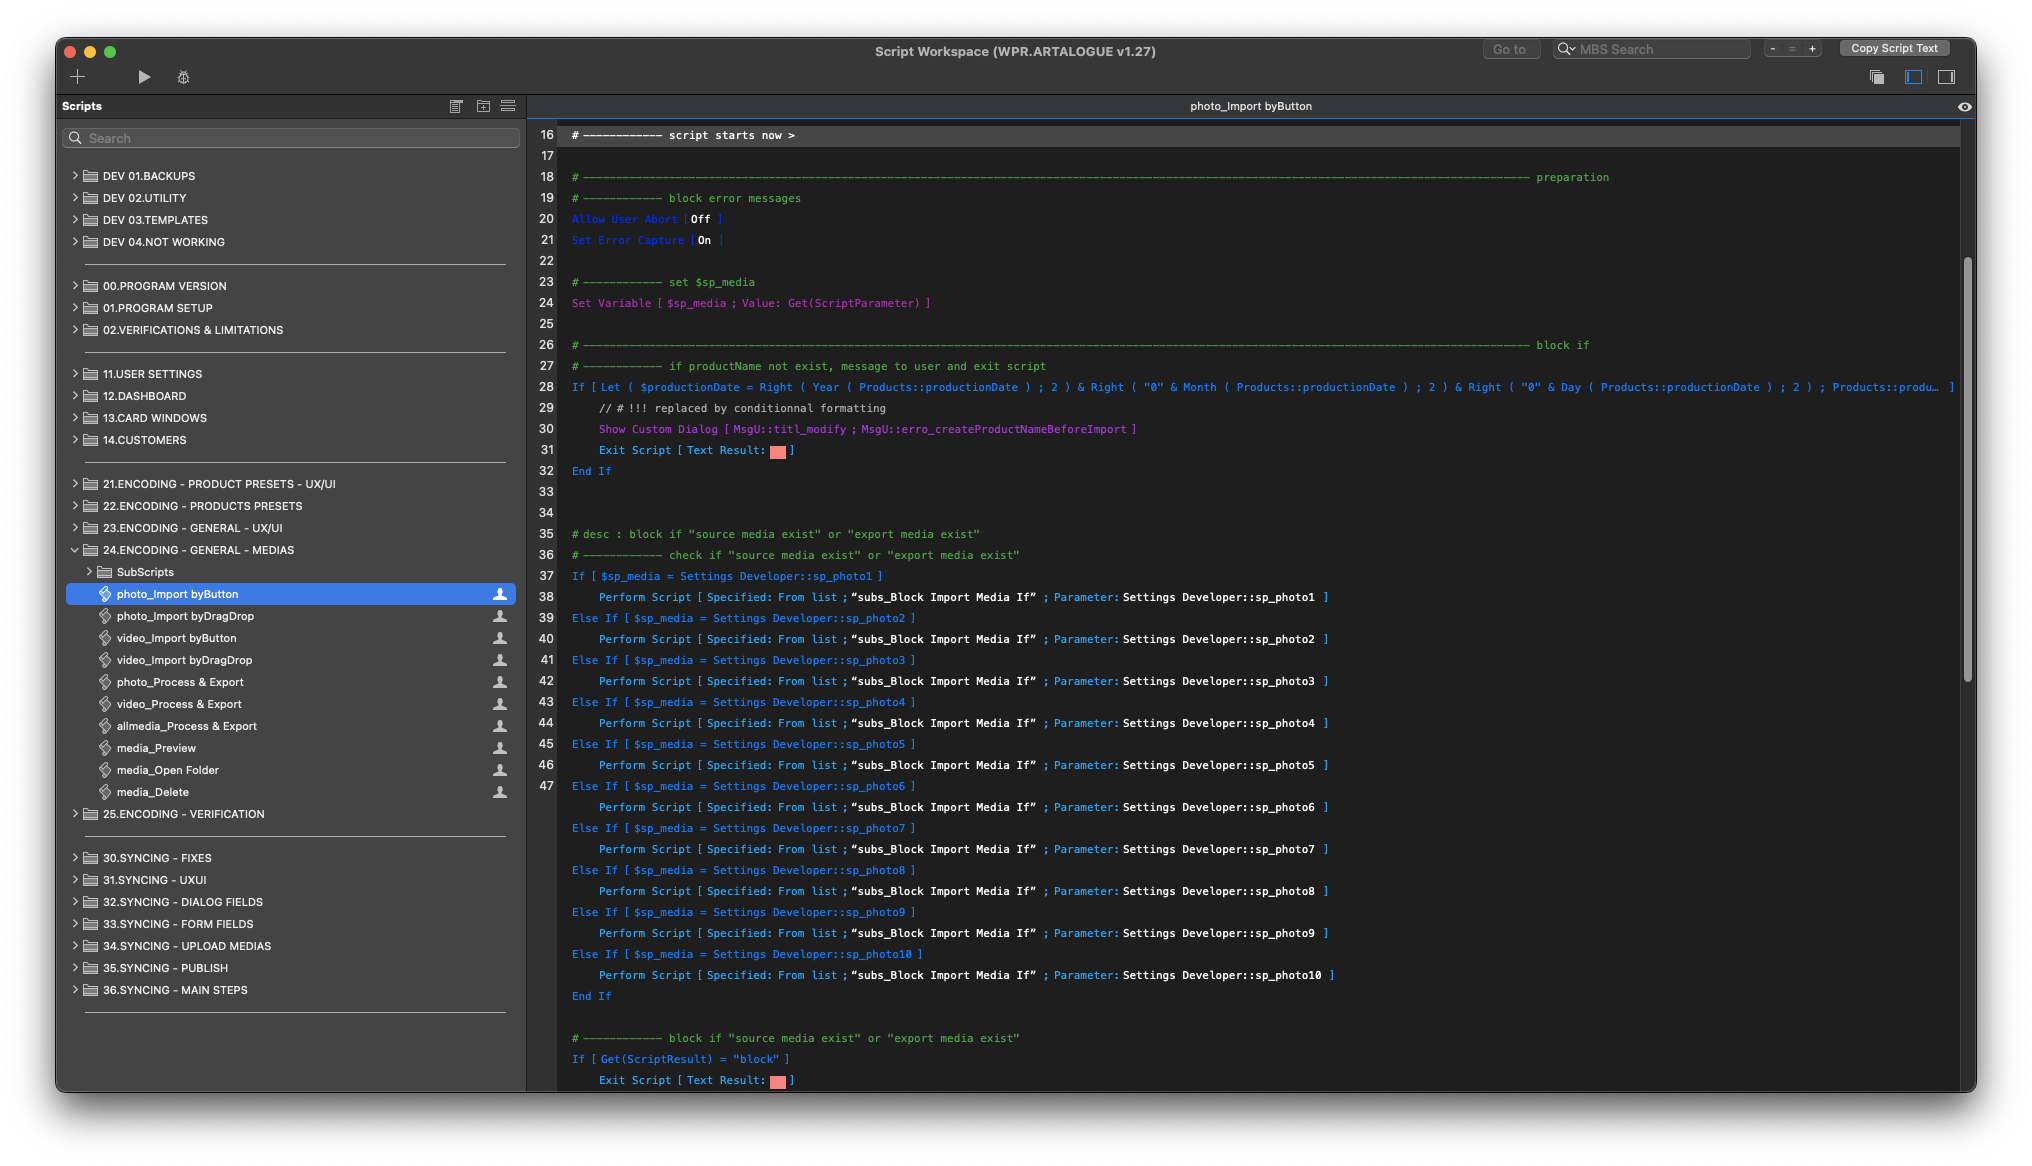 Script Workspace (WPR.ARTALOGUE v1.27)
Go to
MBS Search
- = +
Copy Script Text
Scripts
photo_Import byButton
Search
DEV 01.BACKUPS
DEV 02.UTILITY
DEV 03.TEMPLATES
DEV 04.NOT WORKING
00.PROGRAM VERSION
01.PROGRAM SETUP
02.VERIFICATIONS & LIMITATIONS
11.USER SETTINGS
12.DASHBOARD
13.CARD WINDOWS
14.CUSTOMERS
21.ENCODING - PRODUCT PRESETS - UX/UI
22.ENCODING - PRODUCTS PRESETS
23.ENCODING - GENERAL - UX/UI
24.ENCODING - GENERAL - MEDIAS
SubScripts
photo_Import byButton
photo_Import byDragDrop
video_Import byButton
video_Import byDragDrop
photo_Process & Export
video_Process & Export
allmedia_Process & Export
media_Preview
media_Open Folder
media_Delete
25.ENCODING - VERIFICATION
30.SYNCING - FIXES
31.SYNCING - UXUI
32.SYNCING - DIALOG FIELDS
33.SYNCING - FORM FIELDS
34.SYNCING - UPLOAD MEDIAS
35.SYNCING - PUBLISH
36.SYNCING - MAIN STEPS
16 # ———————————— script starts now >
17
18 # ———————————— preparation
19 # ———————————— block error messages
20 Allow User Abort [ Off ]
21 Set Error Capture [ On ]
22
23 # ———————————— set $sp_media
24 Set Variable [ $sp_media ; Value: Get(ScriptParameter) ]
25
26 # ———————————— block if
27 # ———————————— if productName not exist, message to user and exit script
28 If [ Let ( $productionDate = Right ( Year ( Products::productionDate ) ; 2 ) & Right ( "0" & Month ( Products::productionDate ) ; 2 ) & Right ( "0" & Day ( Products::productionDate ) ; 2 ) ; Products::produ… ]
29 // # !!! replaced by conditionnal formatting
30 Show Custom Dialog [ MsgU::titl_modify ; MsgU::erro_createProductNameBeforeImport ]
31 Exit Script [ Text Result: ]
32 End If
33
34
35 # desc : block if "source media exist" or "export media exist"
36 # ———————————— check if "source media exist" or "export media exist"
37 If [ $sp_media = Settings Developer::sp_photo1 ]
38 Perform Script [ Specified: From list ; “subs_Block Import Media If” ; Parameter: Settings Developer::sp_photo1 ]
39 Else If [ $sp_media = Settings Developer::sp_photo2 ]
40 Perform Script [ Specified: From list ; “subs_Block Import Media If” ; Parameter: Settings Developer::sp_photo2 ]
41 Else If [ $sp_media = Settings Developer::sp_photo3 ]
42 Perform Script [ Specified: From list ; “subs_Block Import Media If” ; Parameter: Settings Developer::sp_photo3 ]
43 Else If [ $sp_media = Settings Developer::sp_photo4 ]
44 Perform Script [ Specified: From list ; “subs_Block Import Media If” ; Parameter: Settings Developer::sp_photo4 ]
45 Else If [ $sp_media = Settings Developer::sp_photo5 ]
46 Perform Script [ Specified: From list ; “subs_Block Import Media If” ; Parameter: Settings Developer::sp_photo5 ]
47 Else If [ $sp_media = Settings Developer::sp_photo6 ]
Perform Script [ Specified: From list ; “subs_Block Import Media If” ; Parameter: Settings Developer::sp_photo6 ]
Else If [ $sp_media = Settings Developer::sp_photo7 ]
Perform Script [ Specified: From list ; “subs_Block Import Media If” ; Parameter: Settings Developer::sp_photo7 ]
Else If [ $sp_media = Settings Developer::sp_photo8 ]
Perform Script [ Specified: From list ; “subs_Block Import Media If” ; Parameter: Settings Developer::sp_photo8 ]
Else If [ $sp_media = Settings Developer::sp_photo9 ]
Perform Script [ Specified: From list ; “subs_Block Import Media If” ; Parameter: Settings Developer::sp_photo9 ]
Else If [ $sp_media = Settings Developer::sp_photo10 ]
Perform Script [ Specified: From list ; “subs_Block Import Media If” ; Parameter: Settings Developer::sp_photo10 ]
End If
# ———————————— block if "source media exist" or "export media exist"
If [ Get(ScriptResult) = "block" ]
Exit Script [ Text Result: ]